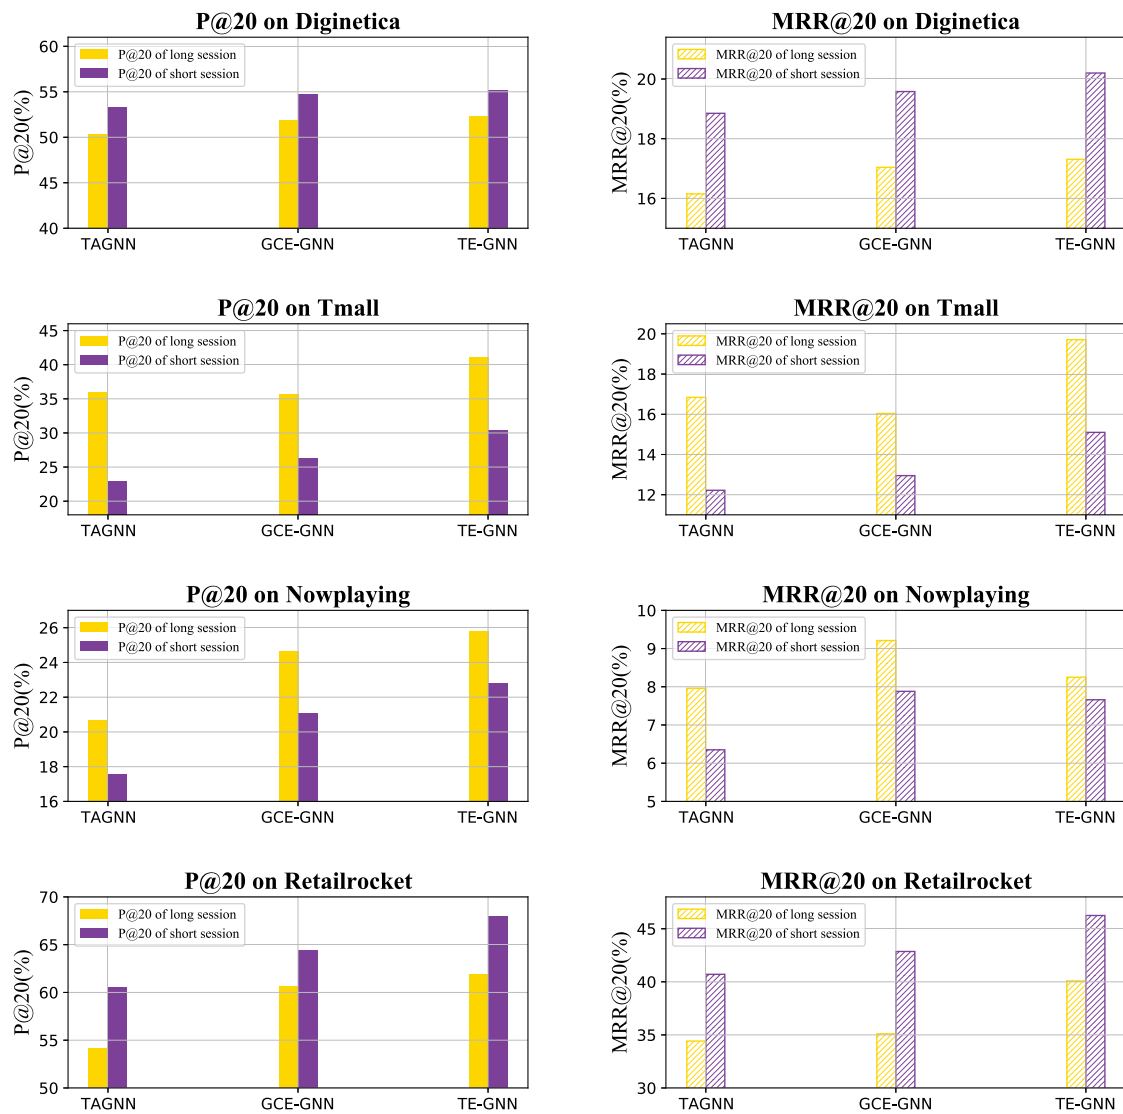 P@20 on Diginetica
P@20(%)
60
55
50
45
40
P@20 of long session
P@20 of short session
TAGNN GCE-GNN TE-GNN
MRR@20 on Diginetica
MRR@20(%)
20
18
16
MRR@20 of long session
MRR@20 of short session
TAGNN GCE-GNN TE-GNN
P@20 on Tmall
P@20(%)
45
40
35
30
25
20
P@20 of long session
P@20 of short session
TAGNN GCE-GNN TE-GNN
MRR@20 on Tmall
MRR@20(%)
20
18
16
14
12
MRR@20 of long session
MRR@20 of short session
TAGNN GCE-GNN TE-GNN
P@20 on Nowplaying
P@20(%)
26
24
22
20
18
16
P@20 of long session
P@20 of short session
TAGNN GCE-GNN TE-GNN
MRR@20 on Nowplaying
MRR@20(%)
10
9
8
7
6
5
MRR@20 of long session
MRR@20 of short session
TAGNN GCE-GNN TE-GNN
P@20 on Retailrocket
P@20(%)
70
65
60
55
50
P@20 of long session
P@20 of short session
TAGNN GCE-GNN TE-GNN
MRR@20 on Retailrocket
MRR@20(%)
45
40
35
30
MRR@20 of long session
MRR@20 of short session
TAGNN GCE-GNN TE-GNN